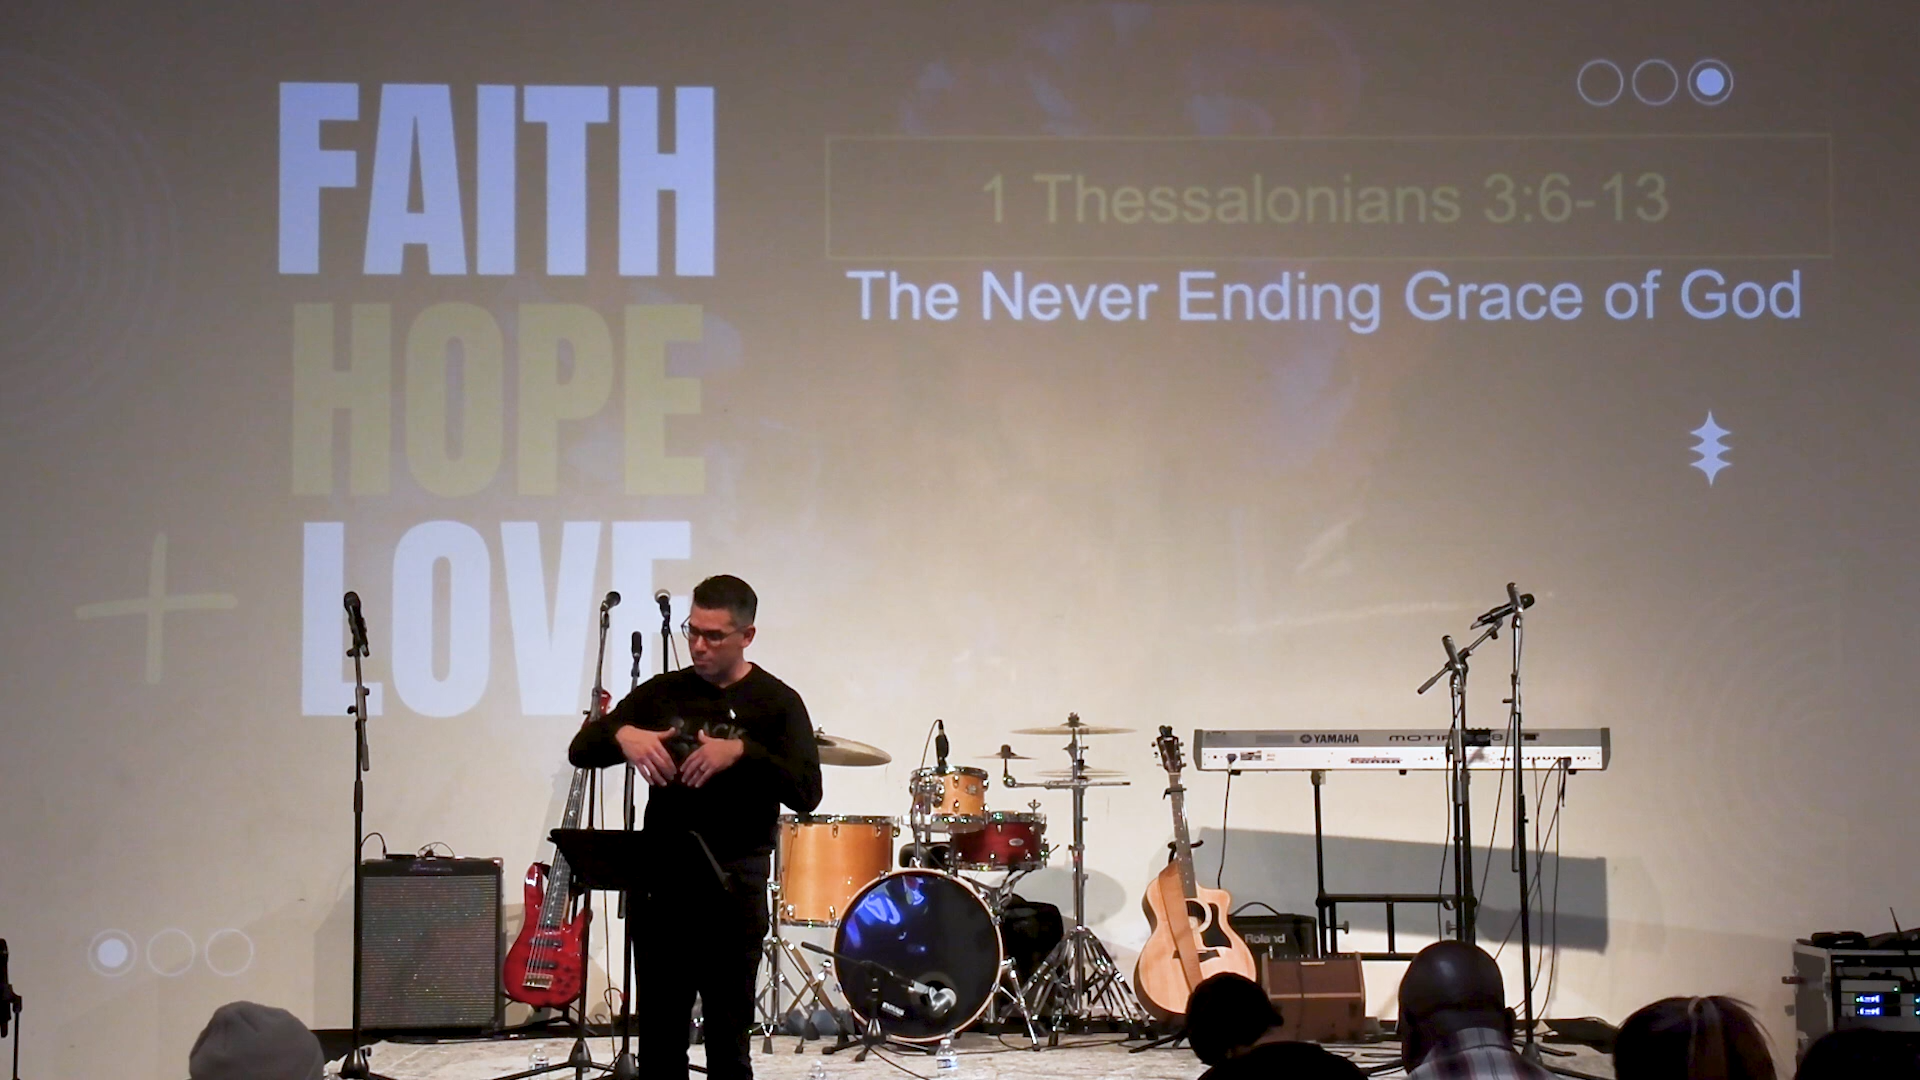 FAITH
HOPE
LOVE
1 Thessalonians 3:6-13
The Never Ending Grace of God
YAMAHA
Roland